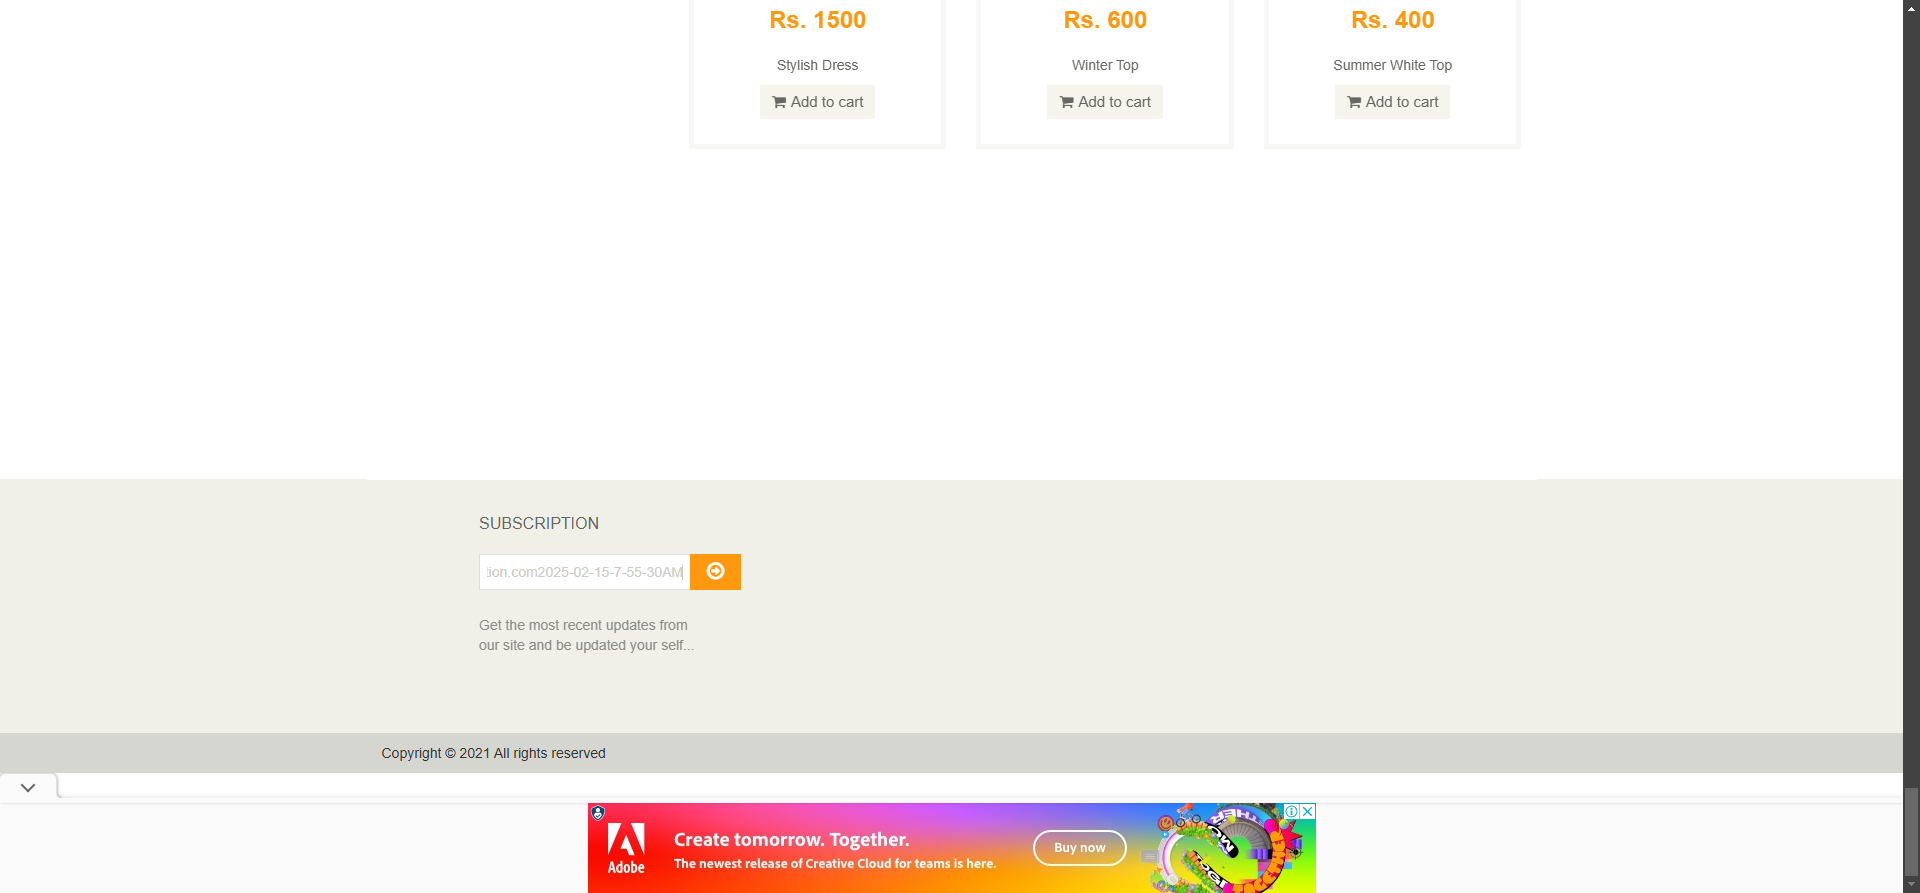 Rs. 1500
Rs. 600
Rs. 400
Stylish Dress
Winter Top
Summer White Top
Add to cart
Add to cart
Add to cart
SUBSCRIPTION
tion.com2025-02-15-7-55-30AM
Get the most recent updates from
our site and be updated your self...
Copyright © 2021 All rights reserved
Adobe
Create tomorrow. Together.
The newest release of Creative Cloud for teams is here.
Buy now